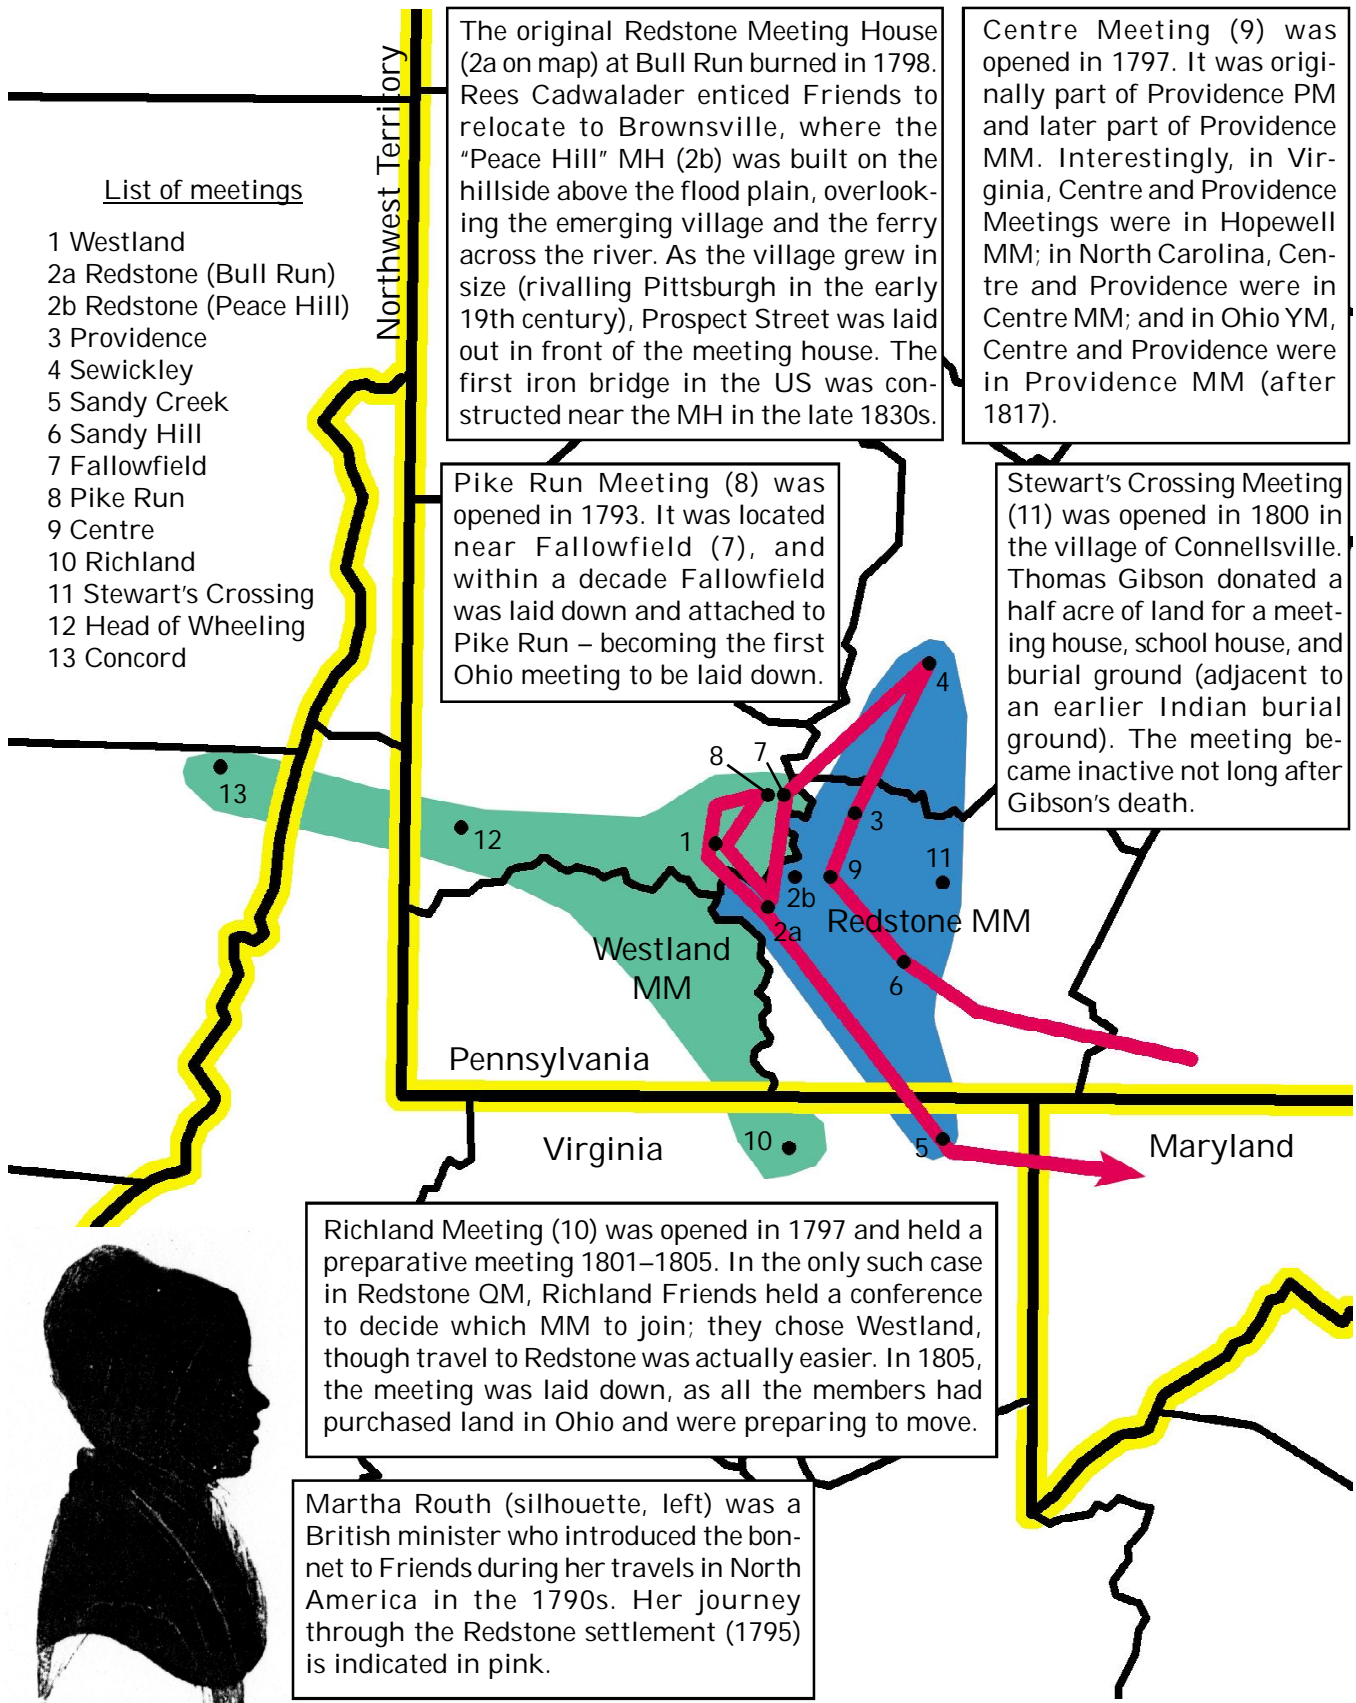 The original Redstone Meeting House
(2a on map) at Bull Run burned in 1798.
Rees Cadwalader enticed Friends to
relocate to Brownsville, where the
“Peace Hill” MH (2b) was built on the
hillside above the flood plain, overlook-
ing the emerging village and the ferry
across the river. As the village grew in
size (rivalling Pittsburgh in the early
19th century), Prospect Street was laid
out in front of the meeting house. The
first iron bridge in the US was con-
structed near the MH in the late 1830s.
Centre Meeting (9) was
opened in 1797. It was origi-
nally part of Providence PM
and later part of Providence
MM. Interestingly, in Vir-
ginia, Centre and Providence
Meetings were in Hopewell
MM; in North Carolina, Cen-
tre and Providence were in
Centre MM; and in Ohio YM,
Centre and Providence were
in Providence MM (after
1817).
Northwest Territory
List of meetings
1 Westland
2a Redstone (Bull Run)
2b Redstone (Peace Hill)
3 Providence
4 Sewickley
5 Sandy Creek
6 Sandy Hill
7 Fallowfield
8 Pike Run
9 Centre
10 Richland
11 Stewart's Crossing
12 Head of Wheeling
13 Concord
Pike Run Meeting (8) was
opened in 1793. It was located
near Fallowfield (7), and
within a decade Fallowfield
was laid down and attached to
Pike Run – becoming the first
Ohio meeting to be laid down.
Stewart's Crossing Meeting
(11) was opened in 1800 in
the village of Connellsville.
Thomas Gibson donated a
half acre of land for a meet-
ing house, school house, and
burial ground (adjacent to
an earlier Indian burial
ground). The meeting be-
came inactive not long after
Gibson's death.
4
8
7
13
12
3
1
11
9
2b
2a
Redstone MM
Westland
MM
6
Pennsylvania
10
Virginia
5
Maryland
Richland Meeting (10) was opened in 1797 and held a
preparative meeting 1801–1805. In the only such case
in Redstone QM, Richland Friends held a conference
to decide which MM to join; they chose Westland,
though travel to Redstone was actually easier. In 1805,
the meeting was laid down, as all the members had
purchased land in Ohio and were preparing to move.
Martha Routh (silhouette, left) was a
British minister who introduced the bon-
net to Friends during her travels in North
America in the 1790s. Her journey
through the Redstone settlement (1795)
is indicated in pink.